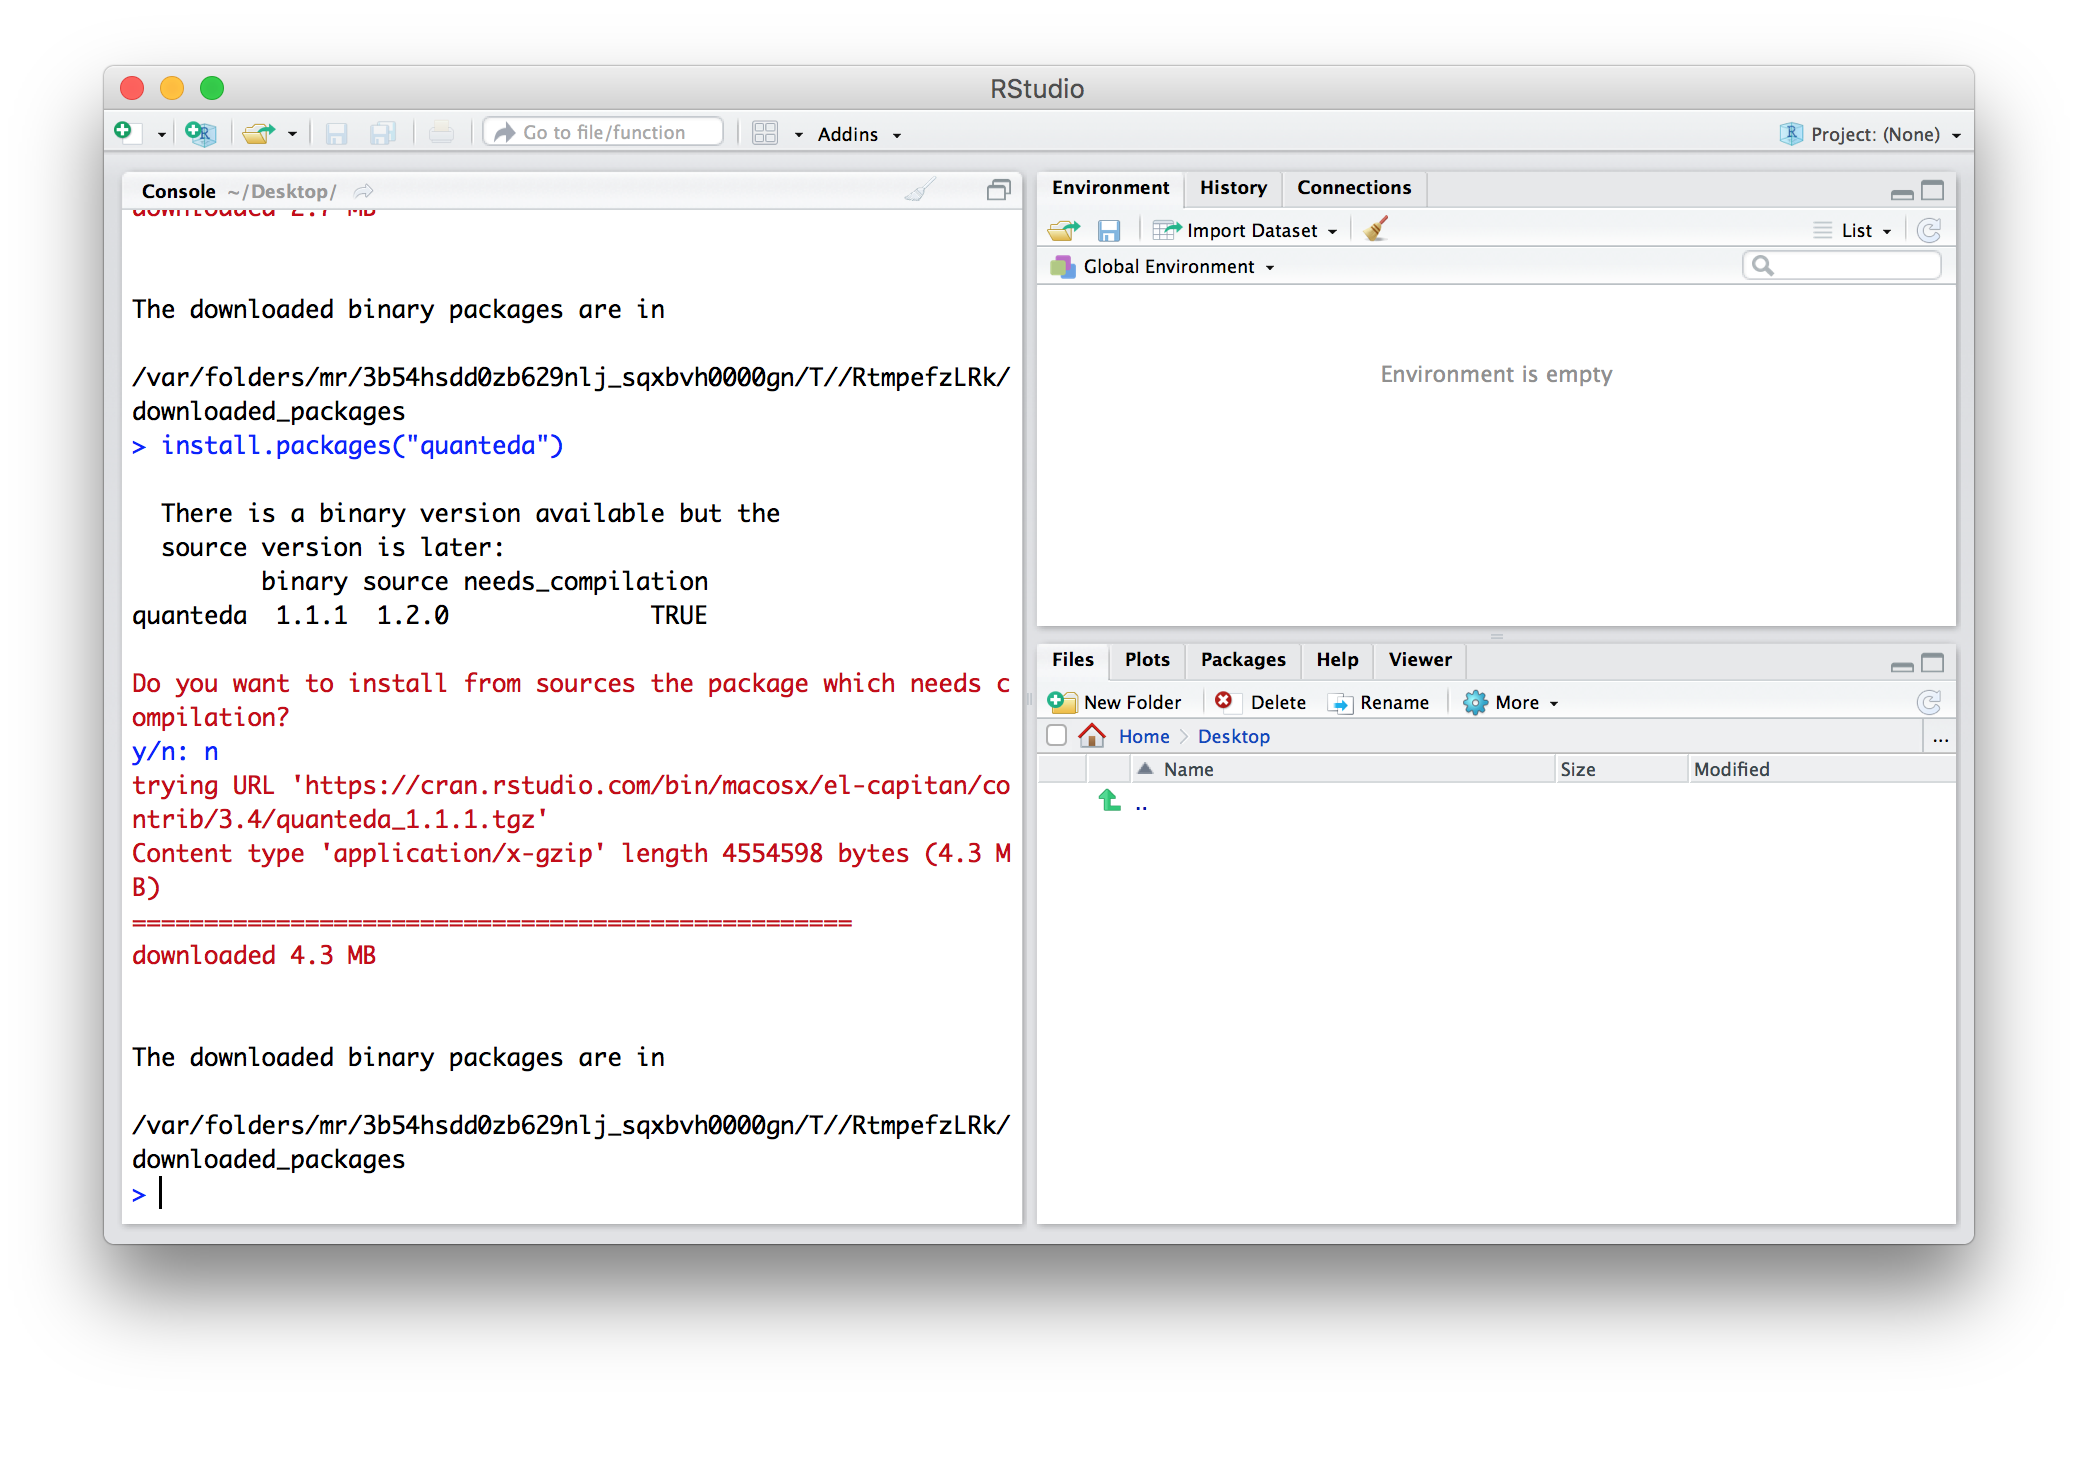 RStudio
Go to file/function
Addins
Project: (None)
Console ~/Desktop/
downloaded 2.7 MB
The downloaded binary packages are in
/var/folders/mr/3b54hsdd0zb629nlj_sqxbvh0000gn/T//RtmpefzLRk/
downloaded_packages
> install.packages("quanteda")
There is a binary version available but the
source version is later:
binary source needs_compilation
quanteda 1.1.1 1.2.0 TRUE
Do you want to install from sources the package which needs c
ompilation?
y/n: n
trying URL 'https://cran.rstudio.com/bin/macosx/el-capitan/co
ntrib/3.4/quanteda_1.1.1.tgz'
Content type 'application/x-gzip' length 4554598 bytes (4.3 M
B)
==================================================
downloaded 4.3 MB
The downloaded binary packages are in
/var/folders/mr/3b54hsdd0zb629nlj_sqxbvh0000gn/T//RtmpefzLRk/
downloaded_packages
>
Environment History Connections
Import Dataset
List
Global Environment
Environment is empty
Files Plots Packages Help Viewer
New Folder Delete Rename More
Home Desktop ...
Name Size Modified
..